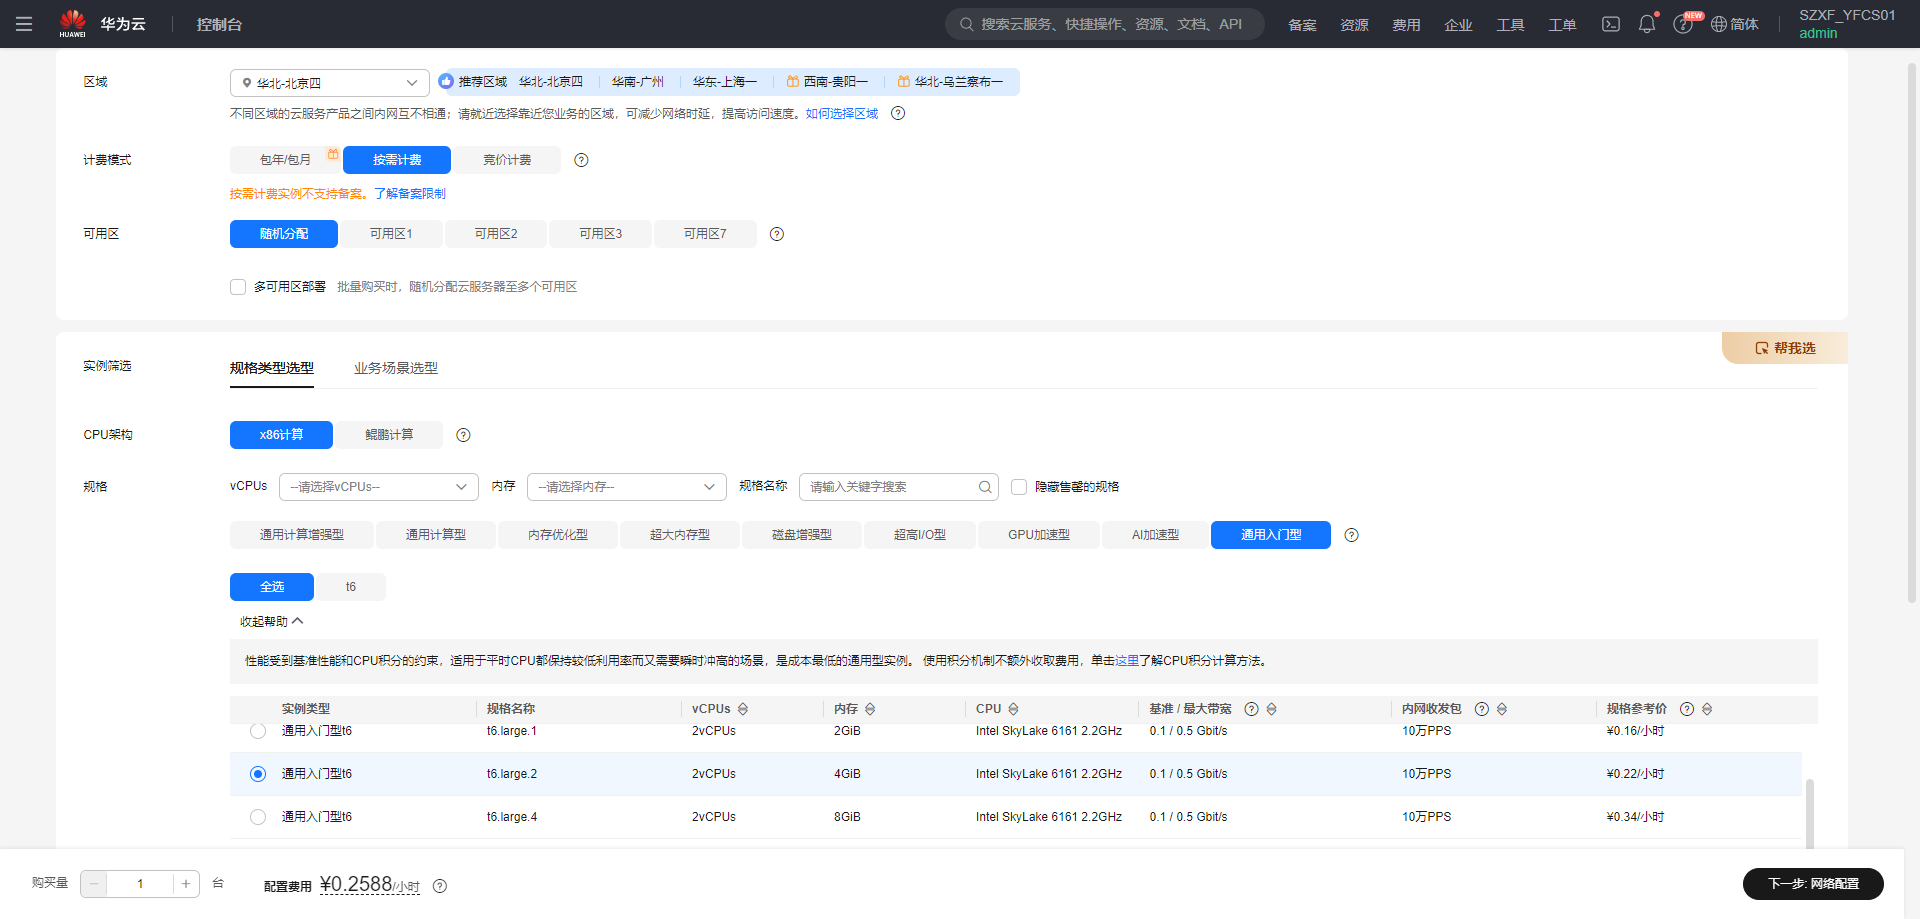 HUAWEI 华为云 控制台 搜索云服务、快捷操作、资源、文档、API 备案 资源 费用 企业 工具 工单 NEW 简体 SZXF_YFCS01
admin
区域 华北-北京四 推荐区域 华北-北京四 华南-广州 华东-上海一 西南-贵阳一 华北-乌兰察布一
不同区域的云服务产品之间内网互不相通；请就近选择靠近您业务的区域，可减少网络时延，提高访问速度。如何选择区域
计费模式 包年/包月 按需计费 竞价计费
按需计费实例不支持备案。了解备案限制
可用区 随机分配 可用区1 可用区2 可用区3 可用区7
多可用区部署 批量购买时，随机分配云服务器至多个可用区
帮我选
实例筛选 规格类型选型 业务场景选型
CPU架构 x86计算 鲲鹏计算
规格 vCPUs --请选择vCPUs-- 内存 --请选择内存-- 规格名称 请输入关键字搜索 隐藏售罄的规格
通用计算增强型 通用计算型 内存优化型 超大内存型 磁盘增强型 超高I/O型 GPU加速型 AI加速型 通用入门型
全选 t6
收起帮助
性能受到基准性能和CPU积分的约束，适用于平时CPU都保持较低利用率而又需要瞬时冲高的场景，是成本最低的通用型实例。 使用积分机制不额外收取费用，单击这里了解CPU积分计算方法。
实例类型 规格名称 vCPUs 内存 CPU 基准 / 最大带宽 内网收发包 规格参考价
通用入门型t6 t6.large.1 2vCPUs 2GiB Intel SkyLake 6161 2.2GHz 0.1 / 0.5 Gbit/s 10万PPS ¥0.16/小时
通用入门型t6 t6.large.2 2vCPUs 4GiB Intel SkyLake 6161 2.2GHz 0.1 / 0.5 Gbit/s 10万PPS ¥0.22/小时
通用入门型t6 t6.large.4 2vCPUs 8GiB Intel SkyLake 6161 2.2GHz 0.1 / 0.5 Gbit/s 10万PPS ¥0.34/小时
购买量 1 台 配置费用 ¥0.2588/小时 下一步: 网络配置